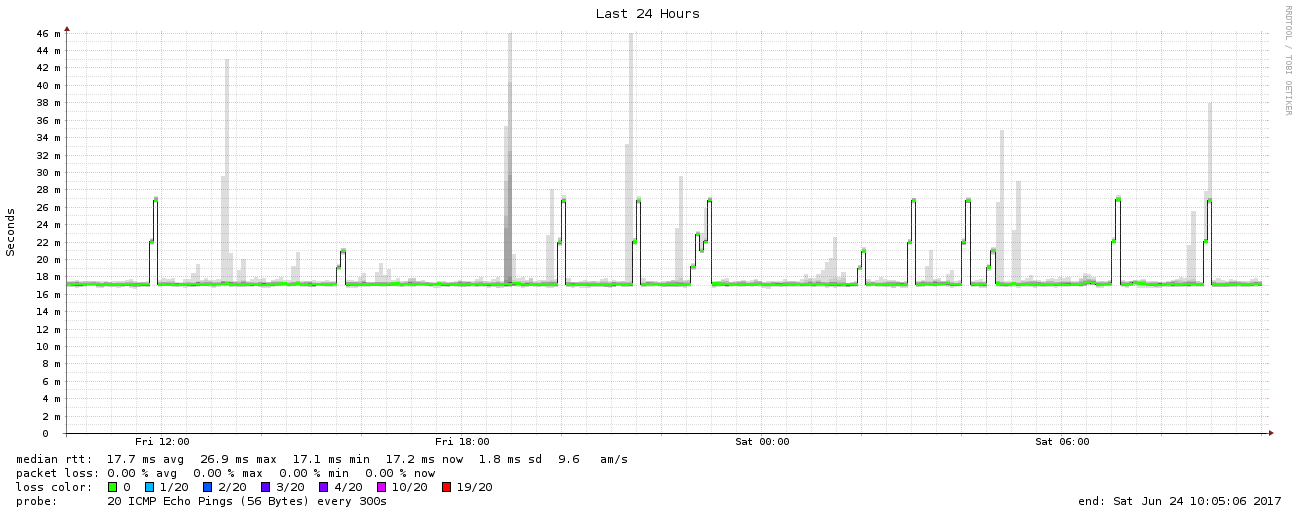 Last 24 Hours
RRDTOOL / TOBI OETIKER
Seconds
46 m
44 m
42 m
40 m
38 m
36 m
34 m
32 m
30 m
28 m
26 m
24 m
22 m
20 m
18 m
16 m
14 m
12 m
10 m
8 m
6 m
4 m
2 m
0
Fri 12:00 Fri 18:00 Sat 00:00 Sat 06:00
median rtt: 17.7 ms avg 26.9 ms max 17.1 ms min 17.2 ms now 1.8 ms sd 9.6 am/s
packet loss: 0.00 % avg 0.00 % max 0.00 % min 0.00 % now
loss color: 0 1/20 2/20 3/20 4/20 10/20 19/20
probe: 20 ICMP Echo Pings (56 Bytes) every 300s end: Sat Jun 24 10:05:06 2017